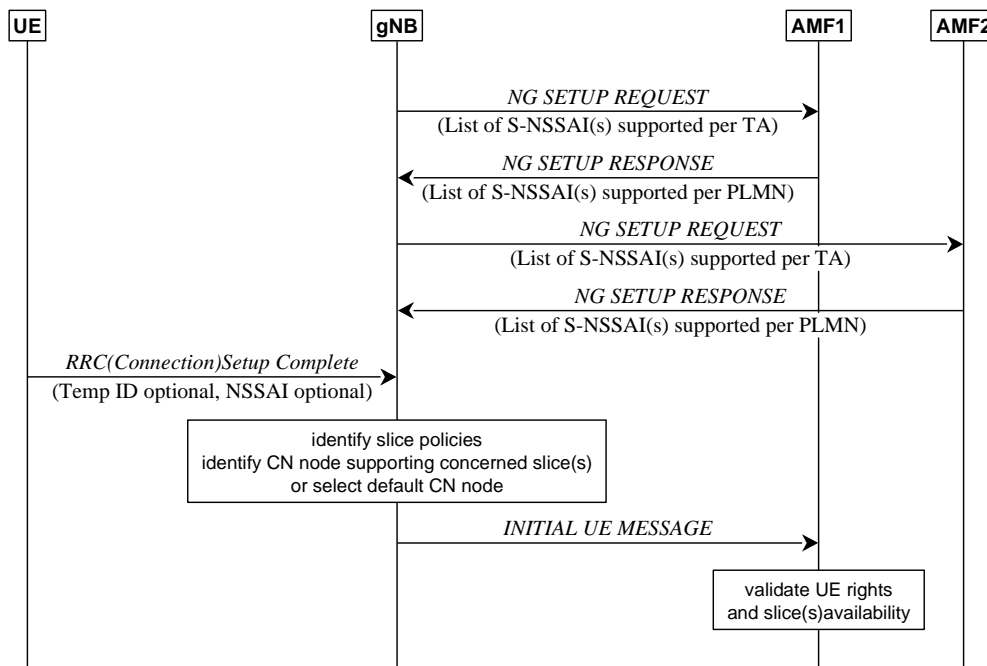 UE gNB AMF1 AMF2
NG SETUP REQUEST
(List of S-NSSAI(s) supported per TA)
NG SETUP RESPONSE
(List of S-NSSAI(s) supported per PLMN)
NG SETUP REQUEST
(List of S-NSSAI(s) supported per TA)
NG SETUP RESPONSE
(List of S-NSSAI(s) supported per PLMN)
RRC(Connection)Setup Complete
(Temp ID optional, NSSAI optional)
identify slice policies
identify CN node supporting concerned slice(s)
or select default CN node
INITIAL UE MESSAGE
validate UE rights
and slice(s)availability